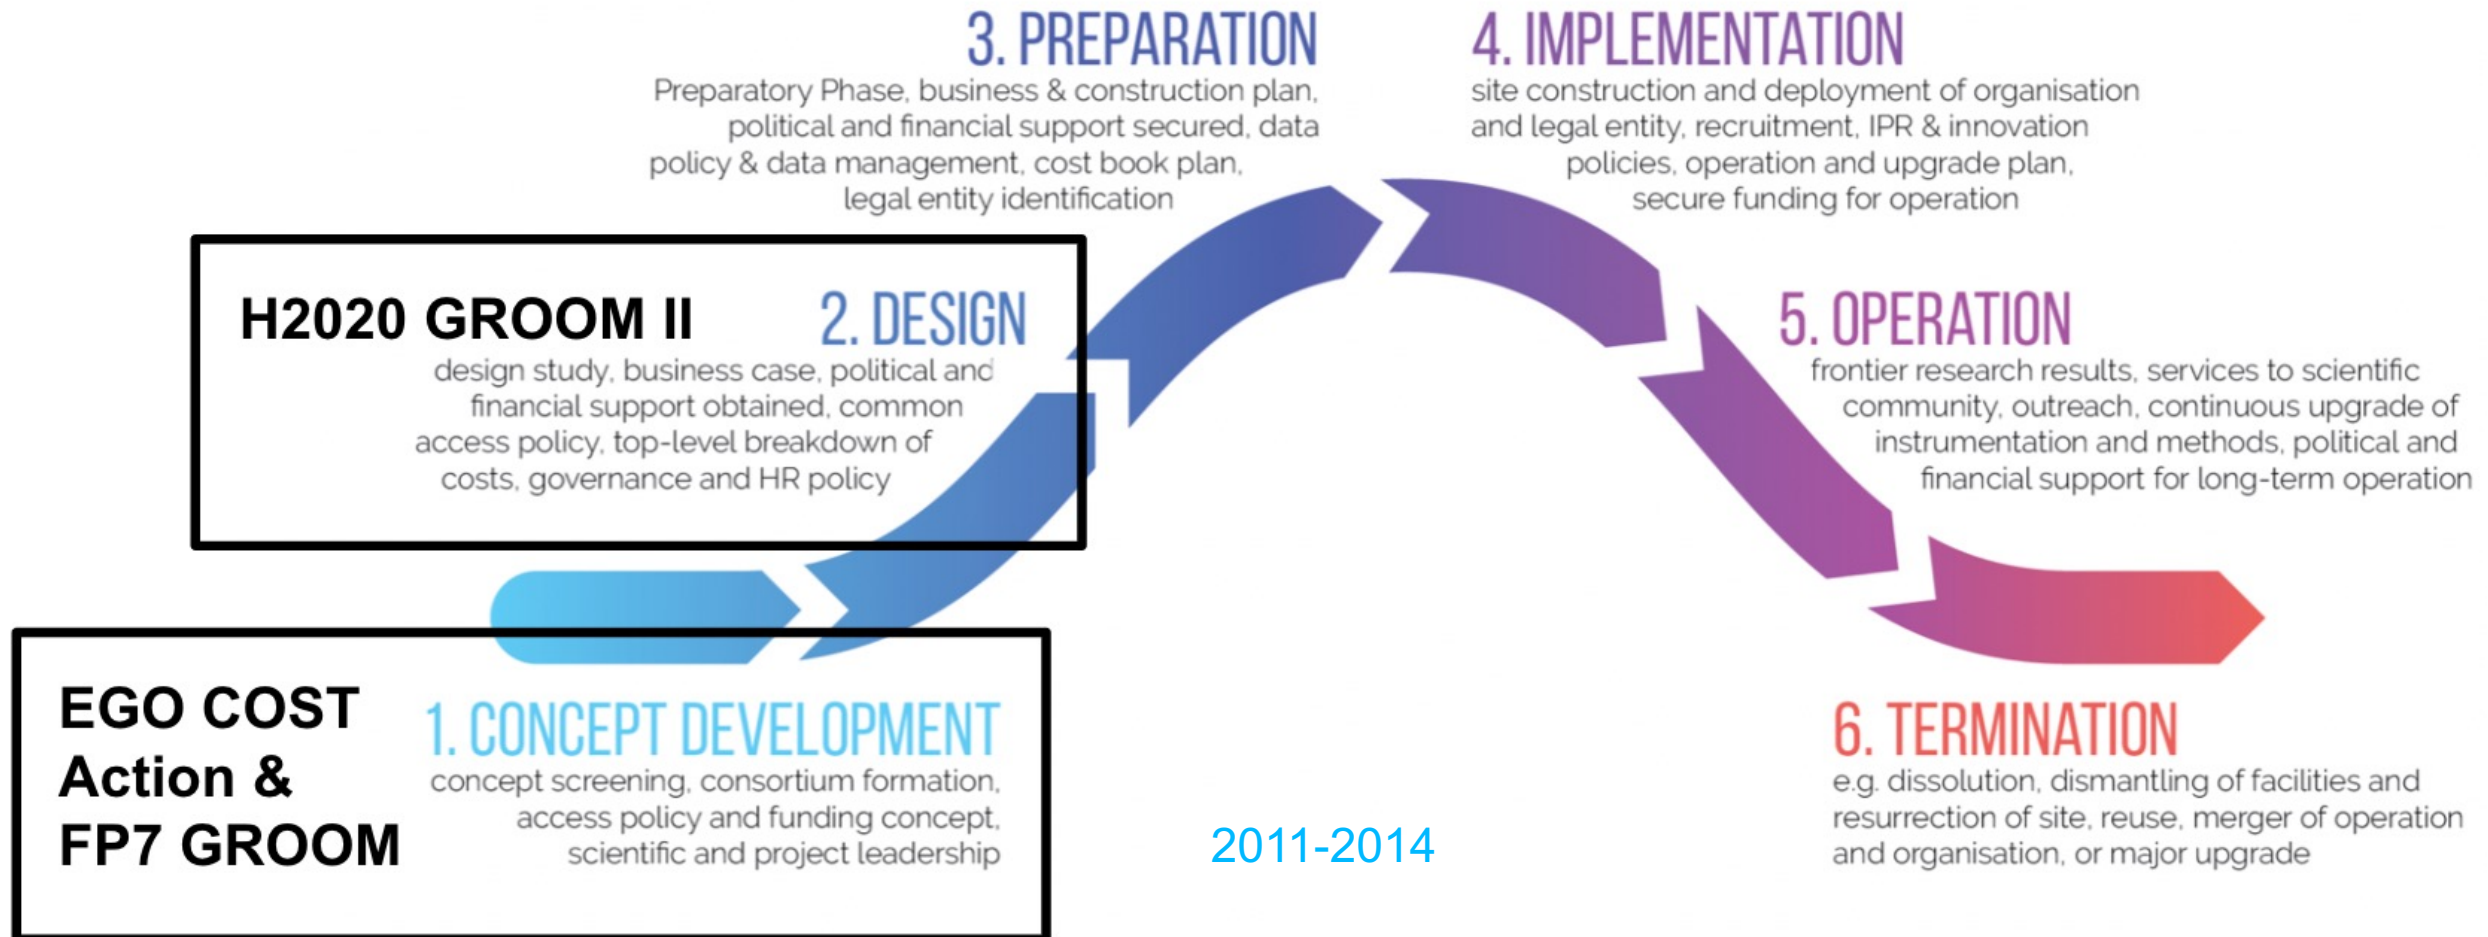 3. PREPARATION
Preparatory Phase, business & construction plan,
political and financial support secured, data
policy & data management, cost book plan,
legal entity identification
4. IMPLEMENTATION
site construction and deployment of organisation
and legal entity, recruitment, IPR & innovation
policies, operation and upgrade plan,
secure funding for operation
H2020 GROOM II
2. DESIGN
design study, business case, political and
financial support obtained, common
access policy, top-level breakdown of
costs, governance and HR policy
5. OPERATION
frontier research results, services to scientific
community, outreach, continuous upgrade of
instrumentation and methods, political and
financial support for long-term operation
EGO COST
Action &
FP7 GROOM
1. CONCEPT DEVELOPMENT
concept screening, consortium formation,
access policy and funding concept,
scientific and project leadership
2011-2014
6. TERMINATION
e.g. dissolution, dismantling of facilities and
resurrection of site, reuse, merger of operation
and organisation, or major upgrade